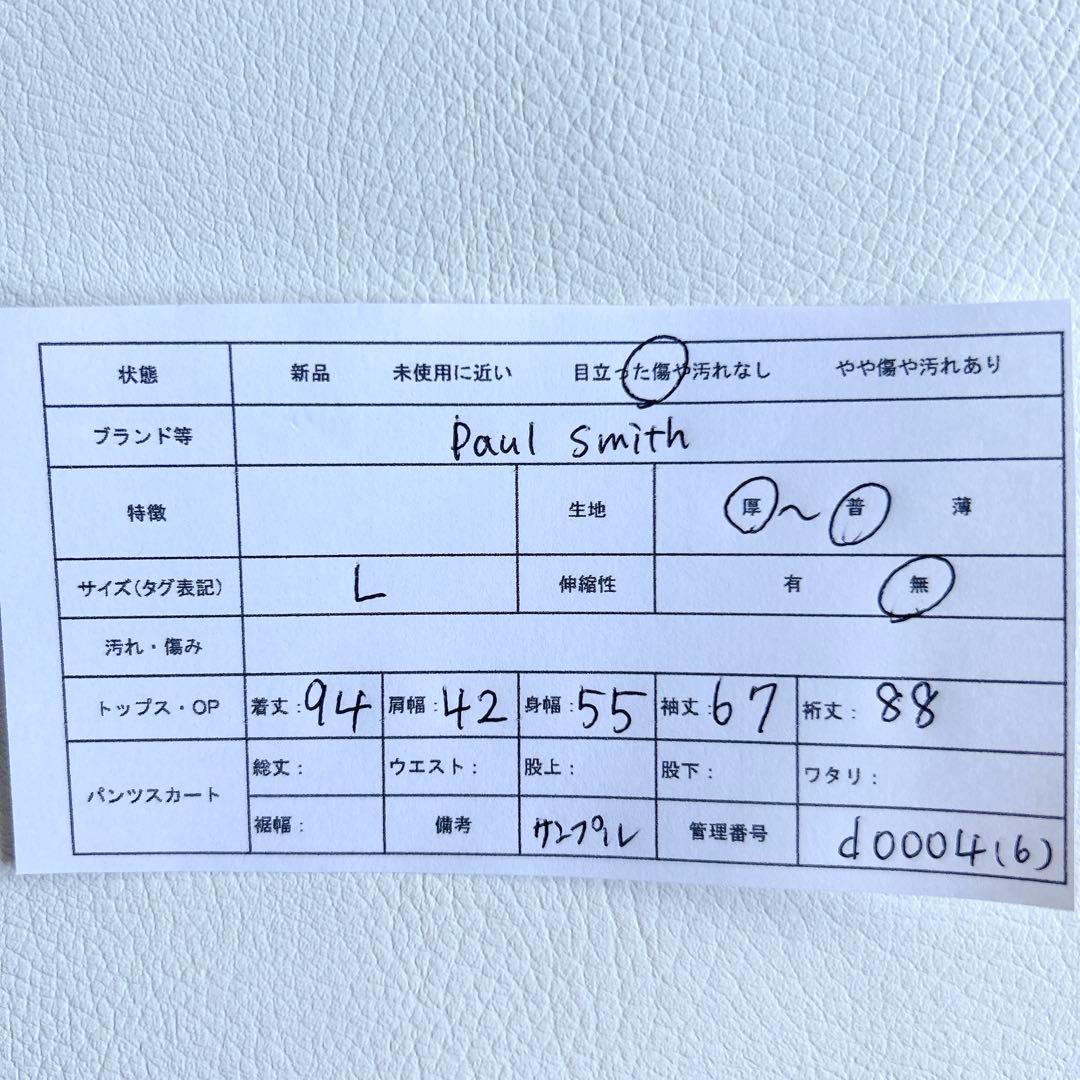 状態 新品 未使用に近い 目立った傷や汚れなし やや傷や汚れあり
ブランド等 Paul Smith
特徴 生地 厚 〜 普 薄
サイズ(タグ表記) L 伸縮性 有 無
汚れ・傷み
トップス・OP 着丈:94 肩幅:42 身幅:55 袖丈:67 裄丈: 88
パンツスカート 総丈: ウエスト: 股上: 股下: ワタリ:
裾幅: 備考 サンプル 管理番号 d0004(6)